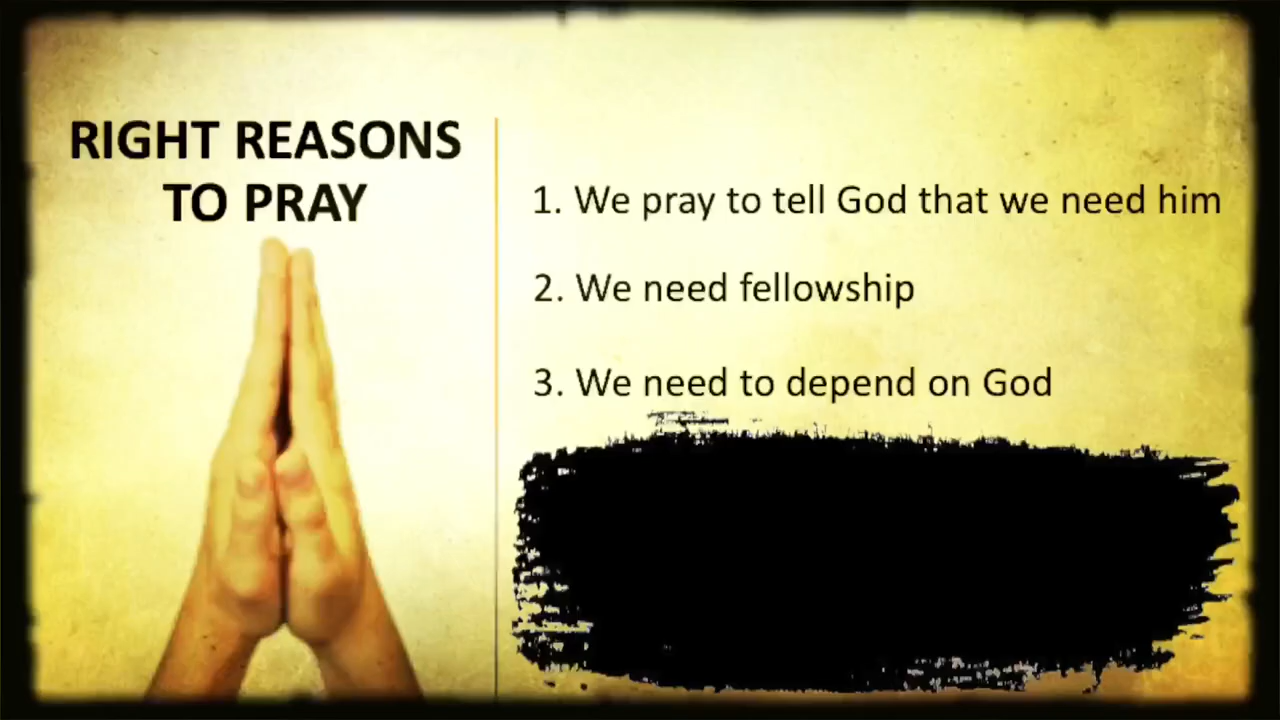 RIGHT REASONS
TO PRAY
1. We pray to tell God that we need him
2. We need fellowship
3. We need to depend on God